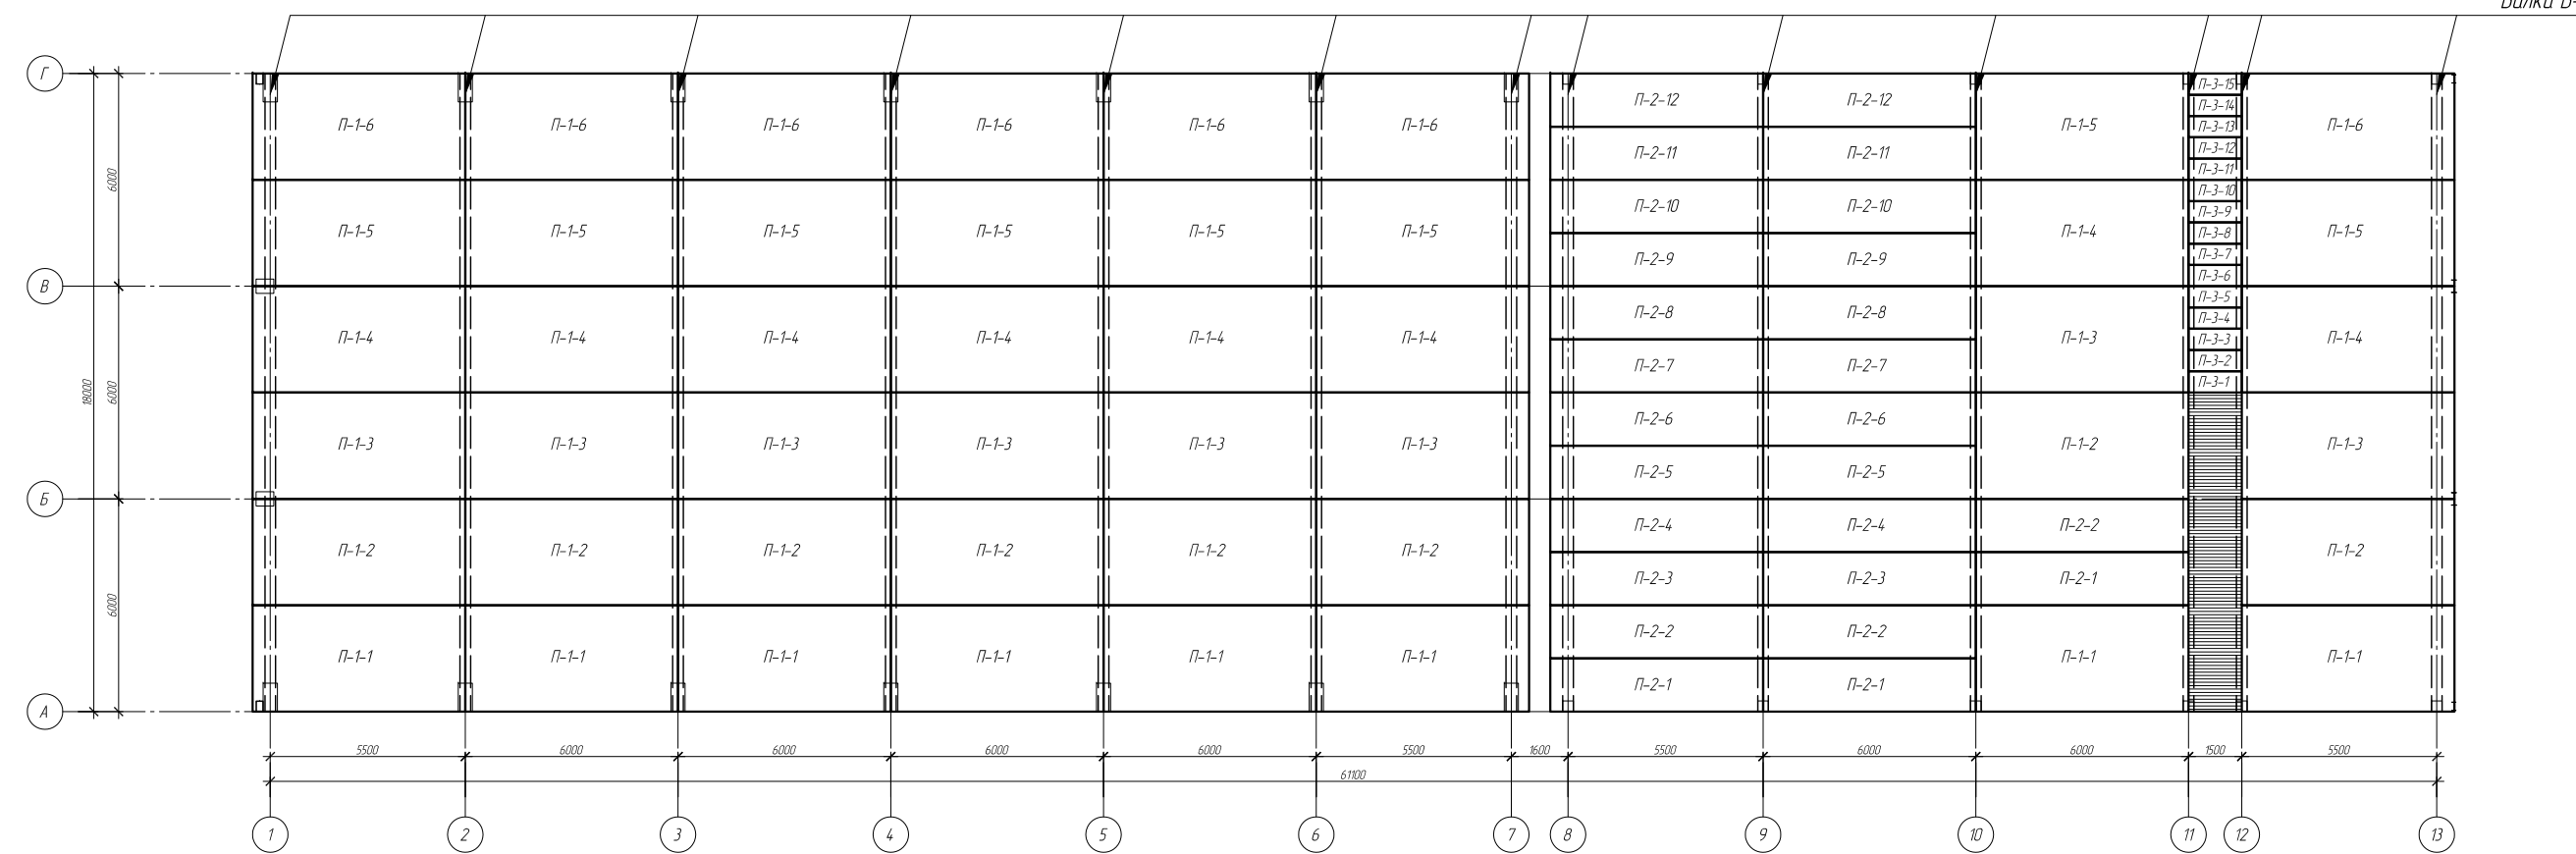 Балки Б-
Г
П-1-6 П-1-6 П-1-6 П-1-6 П-1-6 П-1-6 П-2-12 П-2-12 П-1-5 П-3-15 П-1-6
П-3-14
П-3-13
П-2-11 П-2-11 П-3-12
П-3-11
6000
П-1-5 П-1-5 П-1-5 П-1-5 П-1-5 П-1-5 П-2-10 П-2-10 П-1-4 П-3-10 П-1-5
П-3-9
П-3-8
П-2-9 П-2-9 П-3-7
П-3-6
В
П-1-4 П-1-4 П-1-4 П-1-4 П-1-4 П-1-4 П-2-8 П-2-8 П-1-3 П-3-5 П-1-4
П-3-4
П-3-3
П-2-7 П-2-7 П-3-2
П-3-1
18000 6000
П-1-3 П-1-3 П-1-3 П-1-3 П-1-3 П-1-3 П-2-6 П-2-6 П-1-2 П-1-3
П-2-5 П-2-5
Б
П-1-2 П-1-2 П-1-2 П-1-2 П-1-2 П-1-2 П-2-4 П-2-4 П-2-2 П-1-2
П-2-3 П-2-3 П-2-1
6000
П-1-1 П-1-1 П-1-1 П-1-1 П-1-1 П-1-1 П-2-2 П-2-2 П-1-1 П-1-1
П-2-1 П-2-1
А
5500 6000 6000 6000 6000 5500 1600 5500 6000 6000 1500 5500
61100
1 2 3 4 5 6 7 8 9 10 11 12 13